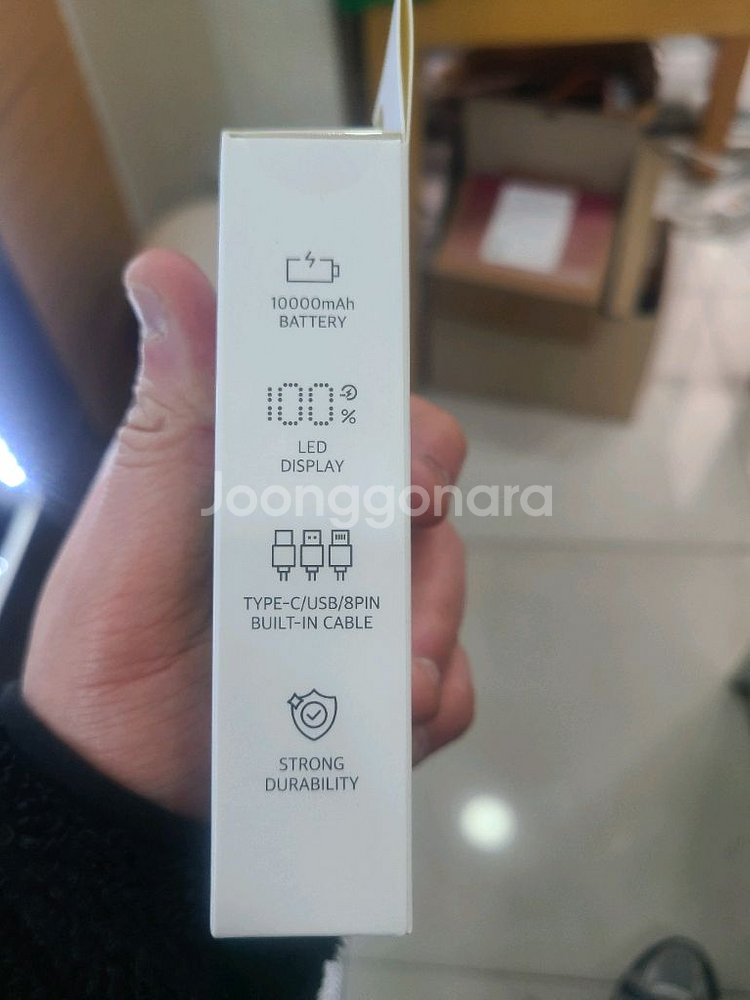 10000mAh
BATTERY
100%
LED
DISPLAY
Joonggonara
TYPE-C/USB/8PIN
BUILT-IN CABLE
STRONG
DURABILITY